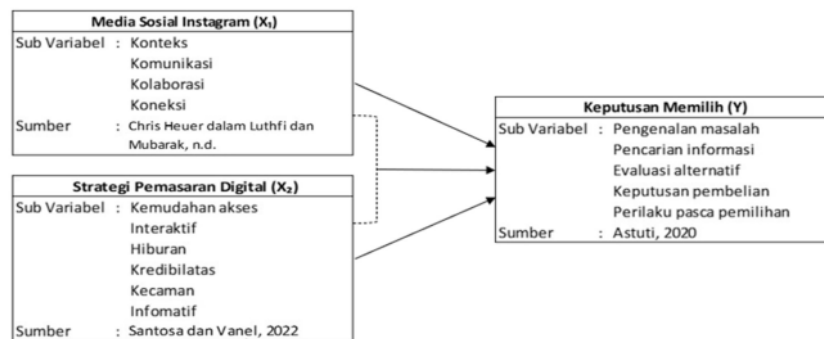 Media Sosial Instagram (X₁)
Sub Variabel : Konteks
Komunikasi
Kolaborasi
Koneksi
Sumber : Chris Heuer dalam Luthfi dan
Mubarak, n.d.
Strategi Pemasaran Digital (X₂)
Sub Variabel : Kemudahan akses
Interaktif
Hiburan
Kredibilatas
Kecaman
Infomatif
Sumber : Santosa dan Vanel, 2022
Keputusan Memilih (Y)
Sub Variabel : Pengenalan masalah
Pencarian informasi
Evaluasi alternatif
Keputusan pembelian
Perilaku pasca pemilihan
Sumber : Astuti, 2020